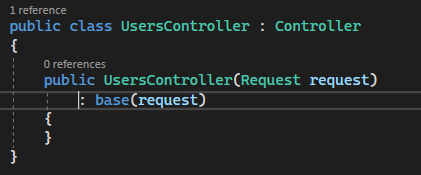 1 reference
public class UsersController : Controller
{
0 references
public UsersController(Request request)
: base(request)
{
}
}